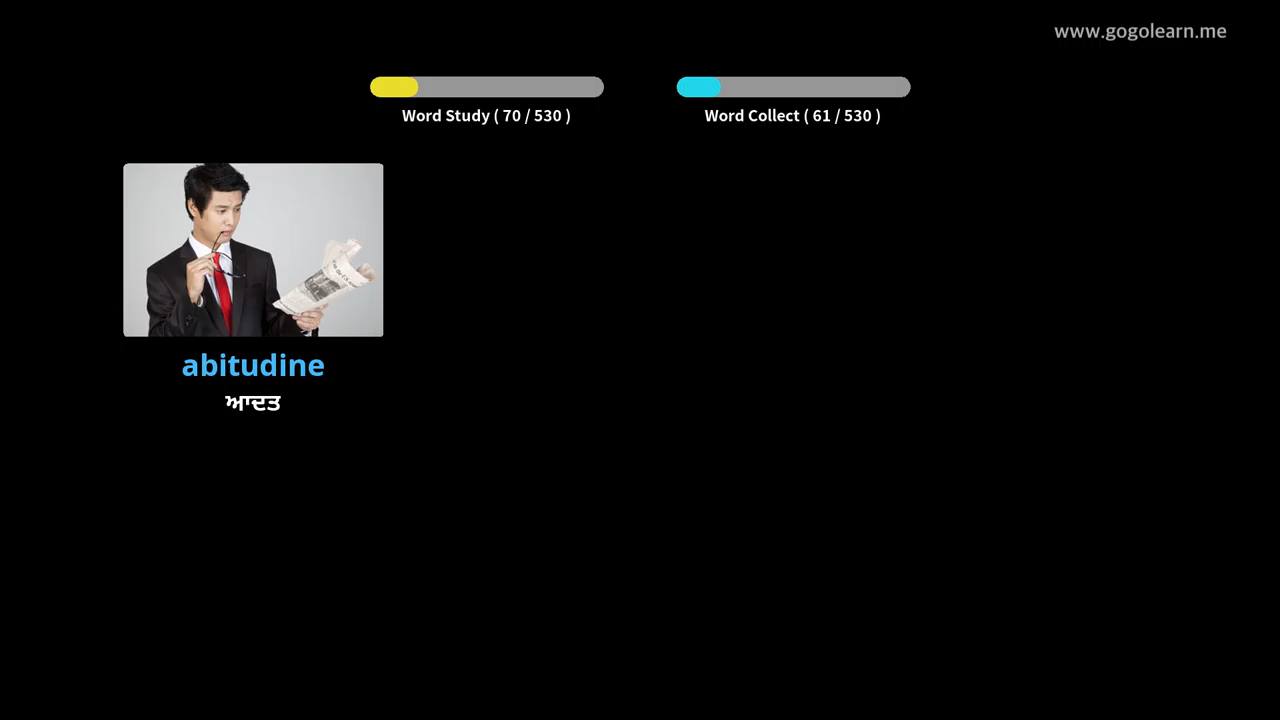 www.gogolearn.me
Word Study ( 70 / 530 )
Word Collect ( 61 / 530 )
abitudine
ਆਦਤ